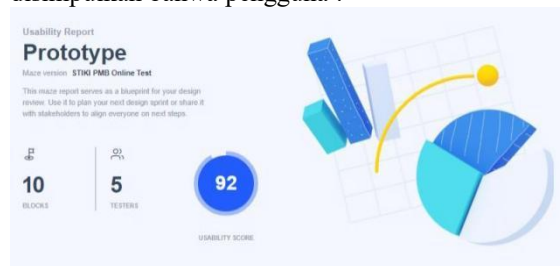 Usability Report
Prototype
Maze version STIKI PMB Online Test
This maze report serves as a blueprint for your design
review. Use it to plan your next design sprint or share it
with stakeholders to align everyone on next steps.
10
BLOCKS
5
TESTERS
92
USABILITY SCORE